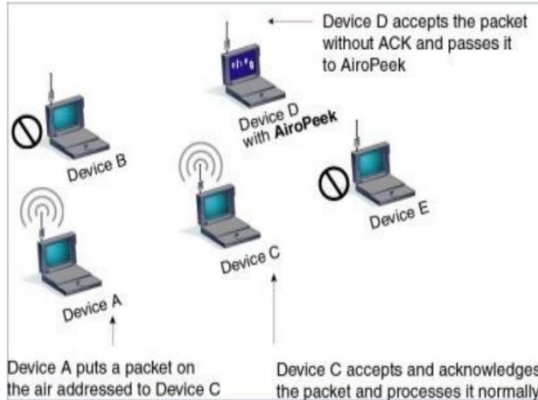 Device D accepts the packet
without ACK and passes it
to AiroPeek
Device B
Device D
with AiroPeek
Device E
Device C
Device A
Device A puts a packet on
the air addressed to Device C
Device C accepts and acknowledges
the packet and processes it normally